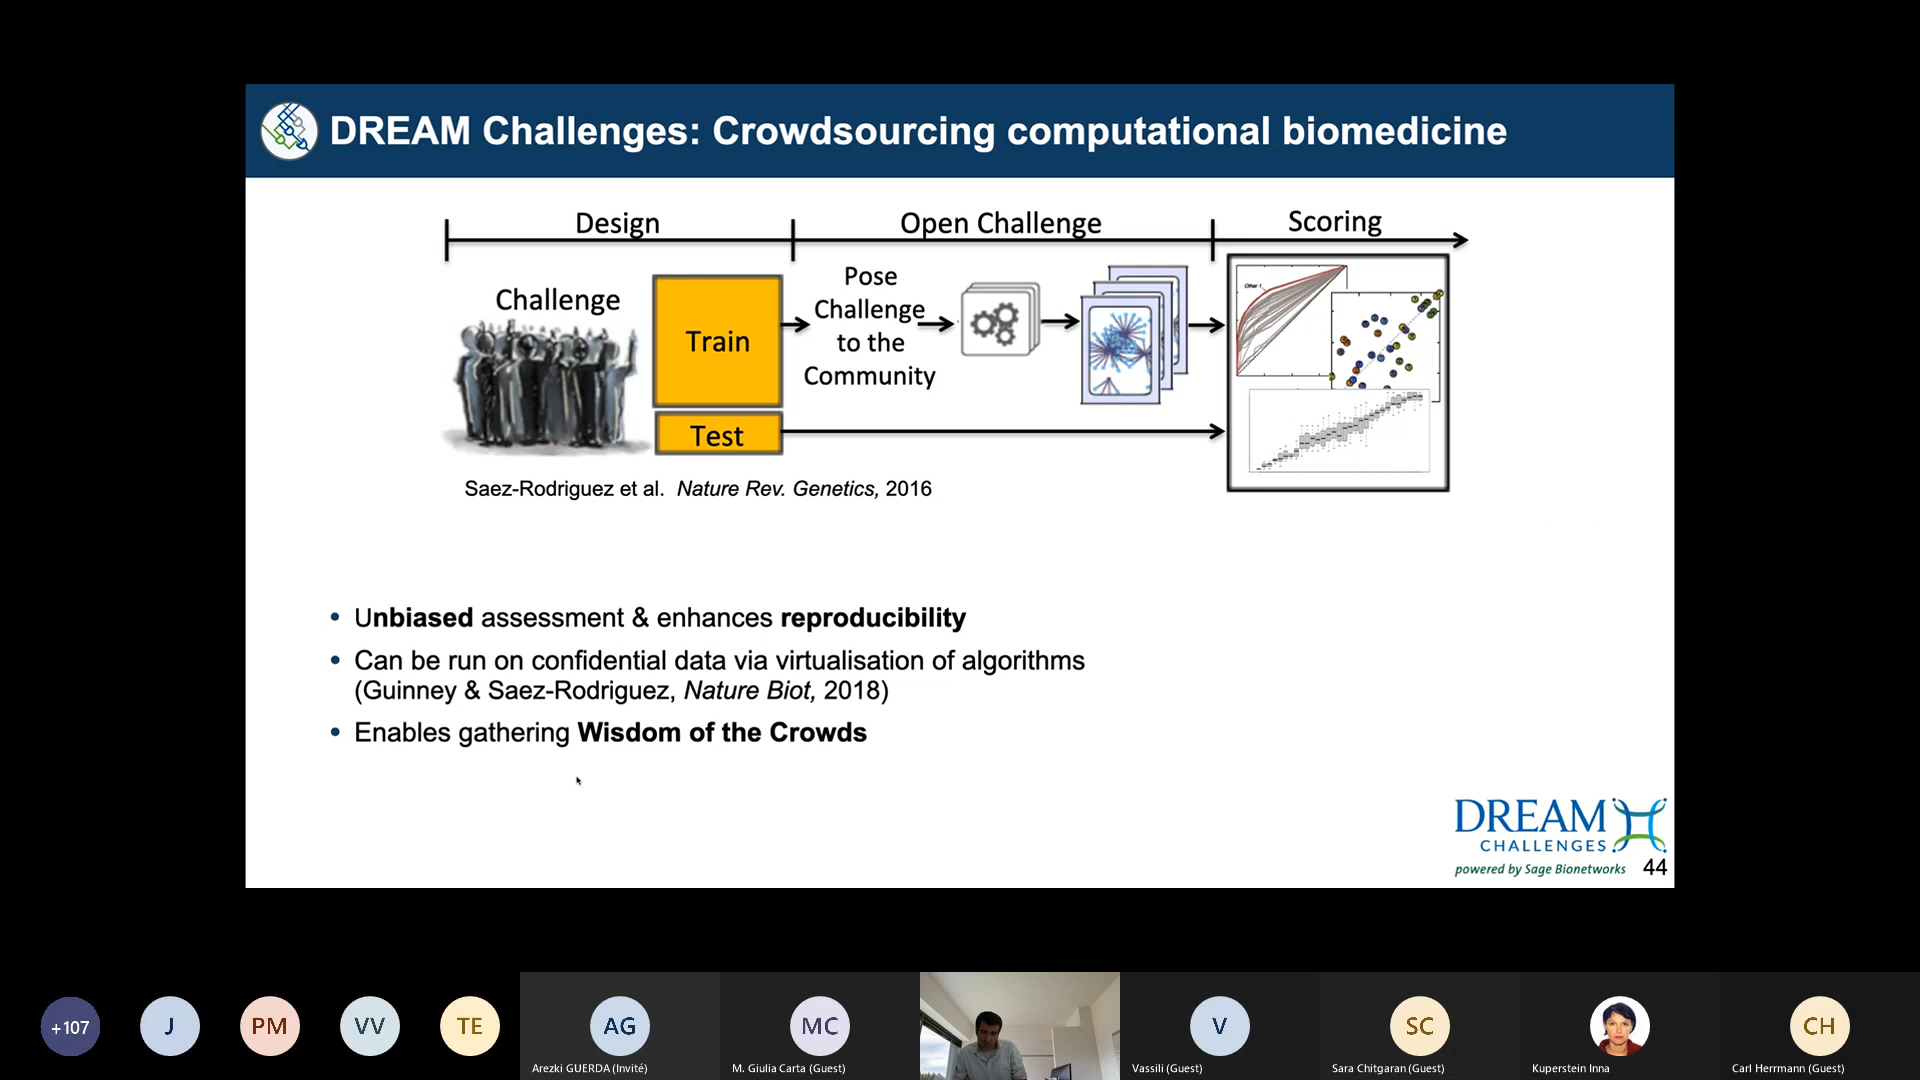 DREAM Challenges: Crowdsourcing computational biomedicine
Design
Open Challenge
Scoring
Challenge
Train
Test
Pose
Challenge
to the
Community
Other
Saez-Rodriguez et al. Nature Rev. Genetics, 2016
• Unbiased assessment & enhances reproducibility
• Can be run on confidential data via virtualisation of algorithms
(Guinney & Saez-Rodriguez, Nature Biot, 2018)
• Enables gathering Wisdom of the Crowds
DREAM
CHALLENGES
powered by Sage Bionetworks
44
+107
J
PM
VV
TE
AG
Arezki GUERDA (Invité)
MC
M. Giulia Carta (Guest)
V
Vassili (Guest)
SC
Sara Chitgaran (Guest)
Kuperstein Inna
CH
Carl Herrmann (Guest)